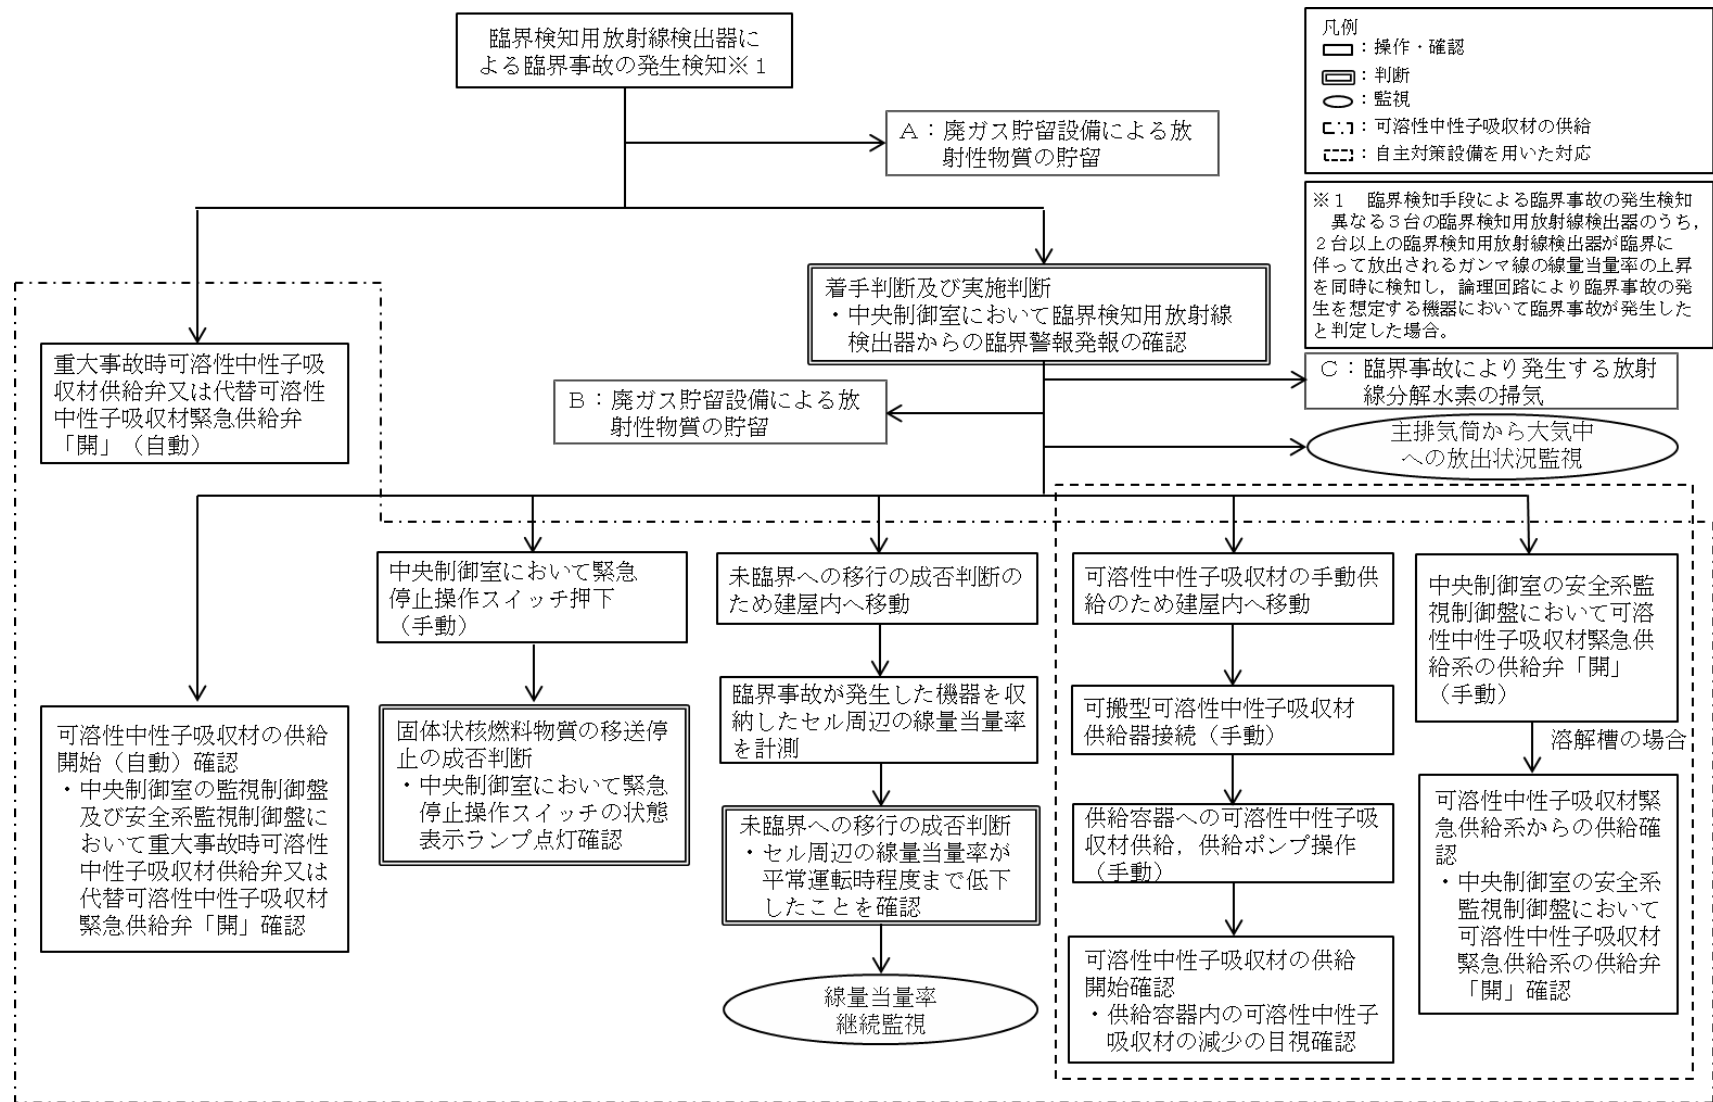 臨界検知用放射線検出器に
よる臨界事故の発生検知※１
凡例
：操作・確認
：判断
：監視
：可溶性中性子吸収材の供給
：自主対策設備を用いた対応
Ａ：廃ガス貯留設備による放
射性物質の貯留
※１　臨界検知手段による臨界事故の発生検知
異なる３台の臨界検知用放射線検出器のうち，
２台以上の臨界検知用放射線検出器が臨界に
伴って放出されるガンマ線の線量当量率の上昇
を同時に検知し，論理回路により臨界事故の発
生を想定する機器において臨界事故が発生した
と判定した場合。
着手判断及び実施判断
・中央制御室において臨界検知用放射線
検出器からの臨界警報発報の確認
重大事故時可溶性中性子吸
収材供給弁又は代替可溶性
中性子吸収材緊急供給弁
「開」（自動）
Ｃ：臨界事故により発生する放射
線分解水素の掃気
Ｂ：廃ガス貯留設備による放
射性物質の貯留
主排気筒から大気中
への放出状況監視
中央制御室において緊急
停止操作スイッチ押下
（手動）
未臨界への移行の成否判断の
ため建屋内へ移動
可溶性中性子吸収材の手動供
給のため建屋内へ移動
中央制御室の安全系監
視制御盤において可溶
性中性子吸収材緊急供
給系の供給弁「開」
（手動）
臨界事故が発生した機器を収
納したセル周辺の線量当量率
を計測
可搬型可溶性中性子吸収材
供給器接続（手動）
可溶性中性子吸収材の供給
開始（自動）確認
・中央制御室の監視制御盤
及び安全系監視制御盤に
おいて重大事故時可溶性
中性子吸収材供給弁又は
代替可溶性中性子吸収材
緊急供給弁「開」確認
固体状核燃料物質の移送停
止の成否判断
・中央制御室において緊急
停止操作スイッチの状態
表示ランプ点灯確認
溶解槽の場合
未臨界への移行の成否判断
・セル周辺の線量当量率が
平常運転時程度まで低下
したことを確認
供給容器への可溶性中性子吸
収材供給，供給ポンプ操作
（手動）
可溶性中性子吸収材緊
急供給系からの供給確
認
・中央制御室の安全系
監視制御盤において
可溶性中性子吸収材
緊急供給系の供給弁
「開」確認
線量当量率
継続監視
可溶性中性子吸収材の供給
開始確認
・供給容器内の可溶性中性子
吸収材の減少の目視確認